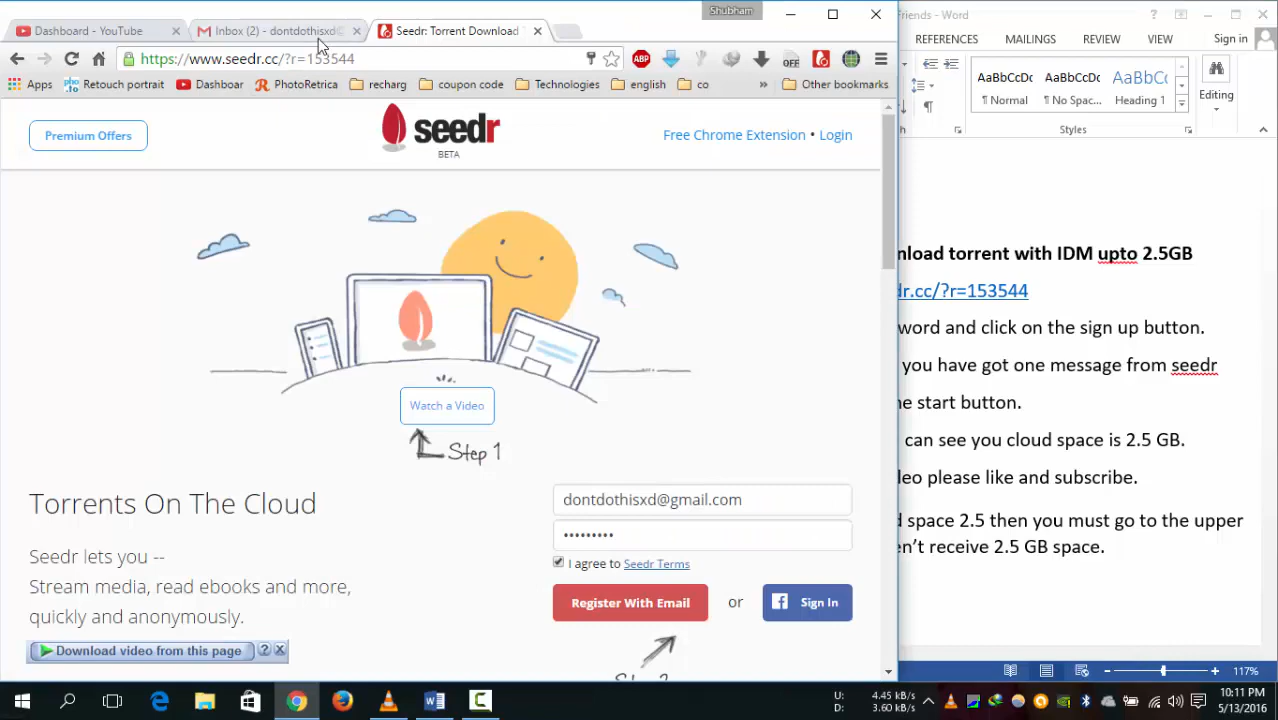 Shubham
Dashboard - YouTube
Inbox (2) - dontdothisxd
Seedr: Torrent Download
riends - Word
REFERENCES MAILINGS REVIEW VIEW Sign in
https://www.seedr.cc/?r=153544
ABP
OFF
Apps
Retouch portrait
Dashboar
PhotoRetrica
recharg
coupon code
Technologies
english
co
»
Other bookmarks
AaBbCcDc AaBbCcDc AaBbC
¶ Normal ¶ No Spac... Heading 1
Editing
Styles
Premium Offers
seedr
BETA
Free Chrome Extension • Login
Watch a Video
Step 1
Torrents On The Cloud
Seedr lets you --
Stream media, read ebooks and more,
quickly and anonymously.
Download video from this page
dontdothisxd@gmail.com
•••••••••
I agree to Seedr Terms
Register With Email or Sign In
nload torrent with IDM upto 2.5GB
dr.cc/?r=153544
word and click on the sign up button.
you have got one message from seedr
e start button.
can see you cloud space is 2.5 GB.
eo please like and subscribe.
d space 2.5 then you must go to the upper
en't receive 2.5 GB space.
117%
U: 4.45 kB/s
D: 3.60 kB/s
10:11 PM
5/13/2016